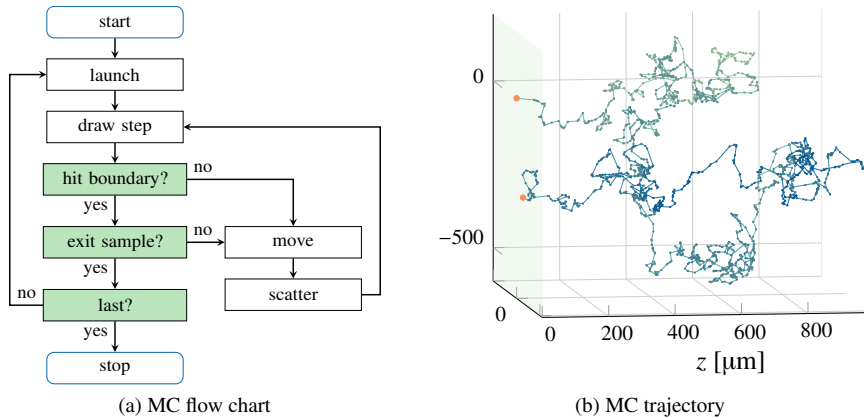 start
launch
draw step
hit boundary?
no
yes
exit sample?
no
move
yes
scatter
no
last?
yes
stop
(a) MC flow chart
0
−500
0
0 200 400 600 800
z [μm]
(b) MC trajectory